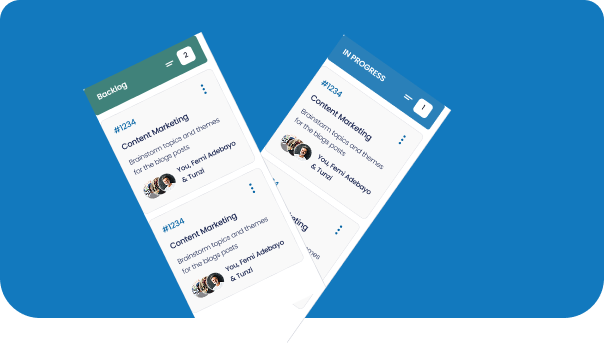 Backlog
2
#1234
Content Marketing
Brainstorm topics and themes
for the blogs posts
You, Femi Adebayo
& Tunzi
#1234
Content Marketing
Brainstorm topics and themes
for the blogs posts
You, Femi Adebayo
& Tunzi
IN PROGRESS
1
#1234
Content Marketing
Brainstorm topics and themes
for the blogs posts
You, Femi Adebayo
& Tunzi